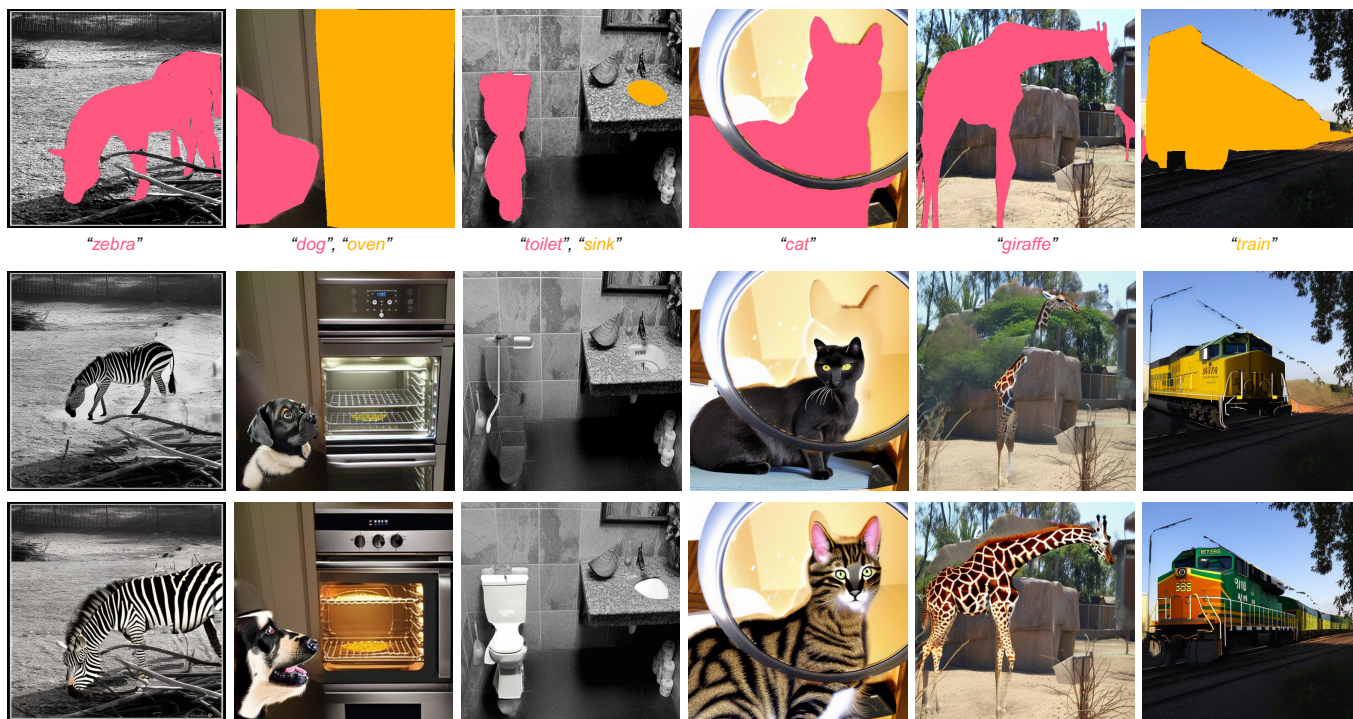 "zebra"
"dog", "oven"
"toilet", "sink"
"cat"
"giraffe"
"train"